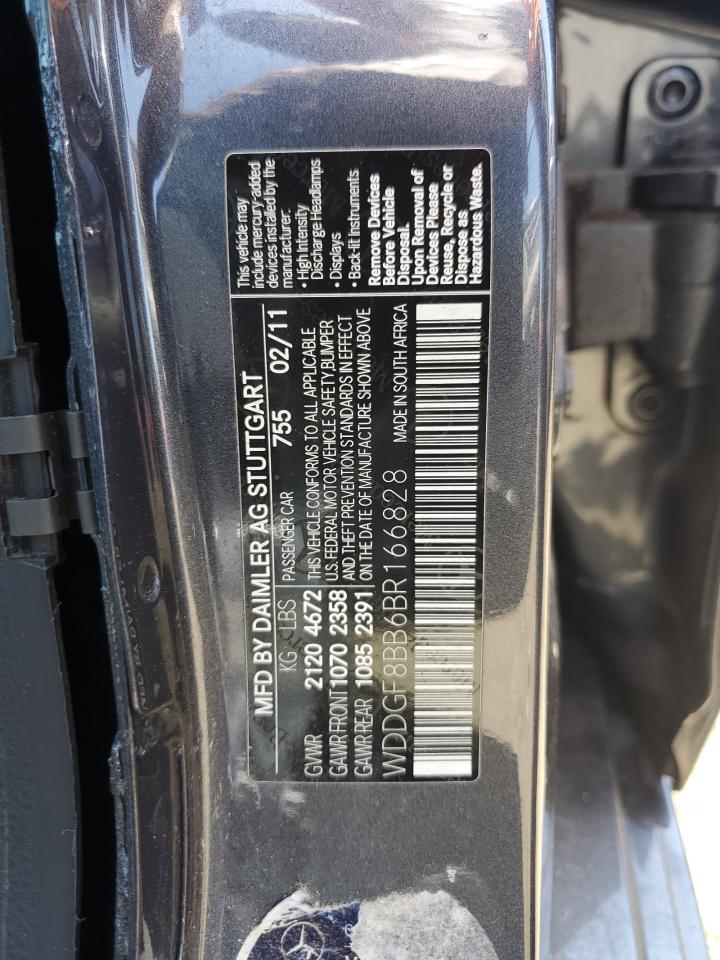 MFD BY DAIMLER AG STUTTGART
KG LBS PASSENGER CAR 755 02/11
GVWR 2120 4672 THIS VEHICLE CONFORMS TO ALL APPLICABLE
U.S. FEDERAL MOTOR VEHICLE SAFETY,BUMPER
GAWR FRONT 1070 2358 AND THEFT PREVENTION STANDARDS IN EFFECT
GAWR REAR 1085 2391 ON THE DATE OF MANUFACTURE SHOWN ABOVE
WDDGF8BB6BR166828 MADE IN SOUTH AFRICA
This vehicle may
include mercury-added
devices installed by the
manufacturer:
• High Intensity
Discharge Headlamps
• Displays
• Back-lit Instruments
Remove Devices
Before Vehicle
Disposal.
Upon Removal of
Devices Please
Reuse, Recycle or
Dispose as
Hazardous Waste.